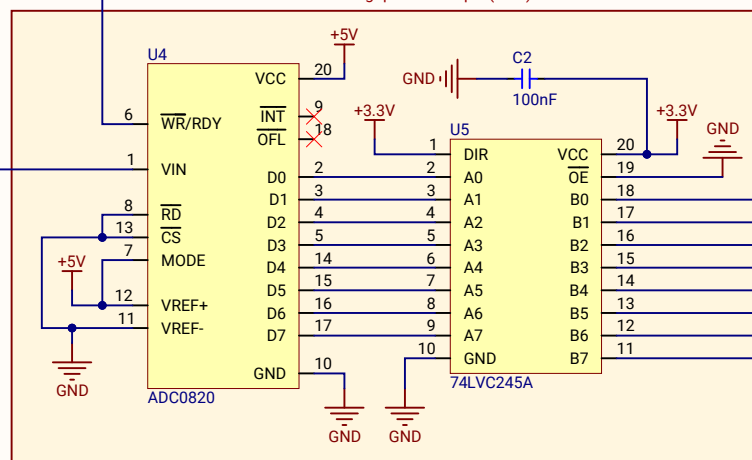 +5V
U4
VCC 20
6 WR/RDY
INT 9
OFL 18
1 VIN
D0 2
D1 3
8 RD
D2 4
13 CS
D3 5
7 MODE
D4 14
+5V
D5 15
12 VREF+
D6 16
11 VREF-
D7 17
GND
GND 10
ADC0820
GND
GND
C2
GND
100nF
+3.3V
+3.3V
GND
U5
1 DIR
VCC 20
2 A0
OE 19
3 A1
B0 18
4 A2
B1 17
5 A3
B2 16
6 A4
B3 15
7 A5
B4 14
8 A6
B5 13
9 A7
B6 12
10 GND
B7 11
74LVC245A